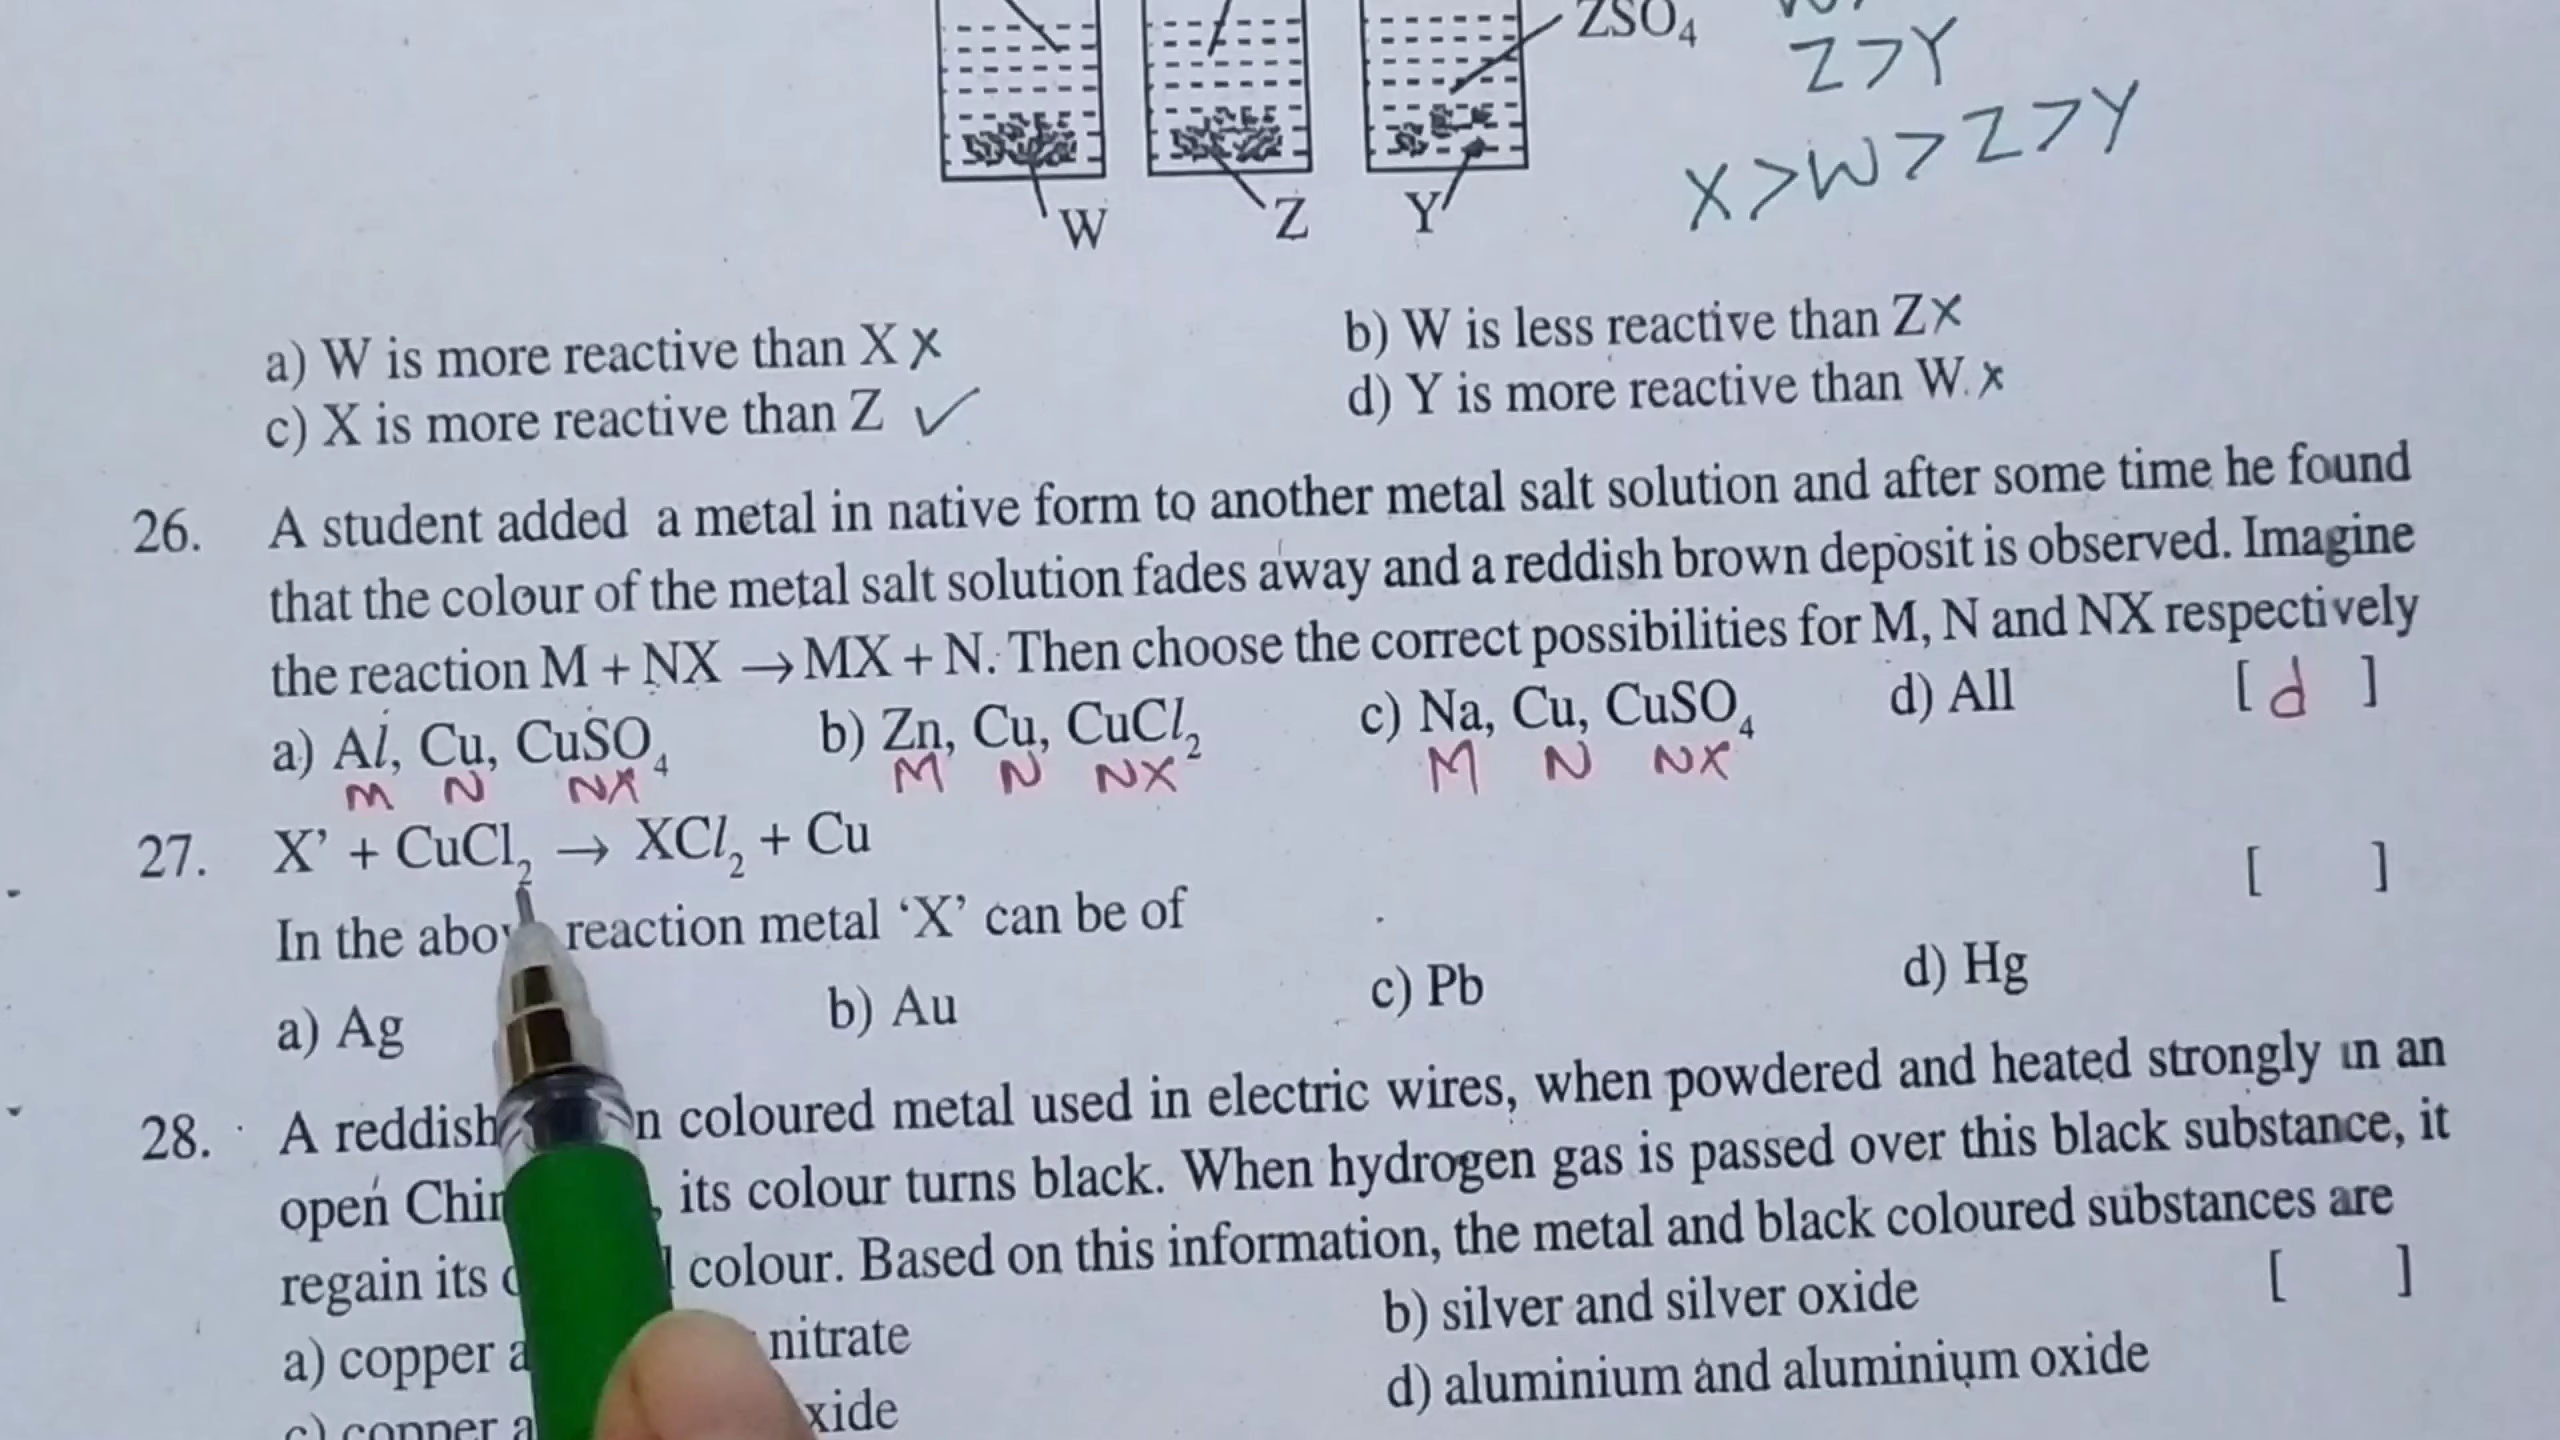 ZSO₄
Z>Y
X>W>Z>Y
W Z Y
a) W is more reactive than X x
b) W is less reactive than Z x
c) X is more reactive than Z ✓
d) Y is more reactive than W. x
26. A student added a metal in native form to another metal salt solution and after some time he found
that the colour of the metal salt solution fades away and a reddish brown deposit is observed. Imagine
the reaction M + NX → MX + N. Then choose the correct possibilities for M, N and NX respectively
a) Al, Cu, CuSO₄ b) Zn, Cu, CuCl₂ c) Na, Cu, CuSO₄ d) All [ d ]
M N NX M N NX M N NX
27. X’ + CuCl₂ → XCl₂ + Cu [ ]
In the reaction metal ‘X’ can be of
a) Ag b) Au c) Pb d) Hg
28. A reddish coloured metal used in electric wires, when powdered and heated strongly in an
open its colour turns black. When hydrogen gas is passed over this black substance, it
regain its colour. Based on this information, the metal and black coloured substances are
[ ]
a) copper nitrate
b) silver and silver oxide
c) copper
d) aluminium and aluminium oxide